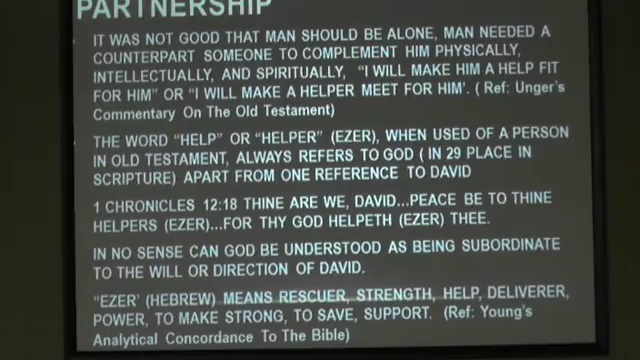 PARTNERSHIP
IT WAS NOT GOOD THAT MAN SHOULD BE ALONE, MAN NEEDED A
COUNTERPART SOMEONE TO COMPLEMENT HIM PHYSICALLY,
INTELLECTUALLY, AND SPIRITUALLY, "I WILL MAKE HIM A HELP FIT
FOR HIM" OR "I WILL MAKE A HELPER MEET FOR HIM'. ( Ref: Unger's
Commentary On The Old Testament)
THE WORD "HELP" OR "HELPER" (EZER), WHEN USED OF A PERSON
IN OLD TESTAMENT, ALWAYS REFERS TO GOD ( IN 29 PLACE IN
SCRIPTURE) APART FROM ONE REFERENCE TO DAVID
1 CHRONICLES 12:18 THINE ARE WE, DAVID...PEACE BE TO THINE
HELPERS (EZER)...FOR THY GOD HELPETH (EZER) THEE.
IN NO SENSE CAN GOD BE UNDERSTOOD AS BEING SUBORDINATE
TO THE WILL OR DIRECTION OF DAVID.
"EZER' (HEBREW) MEANS RESCUER, STRENGTH, HELP, DELIVERER,
POWER, TO MAKE STRONG, TO SAVE, SUPPORT. (Ref: Young's
Analytical Concordance To The Bible)